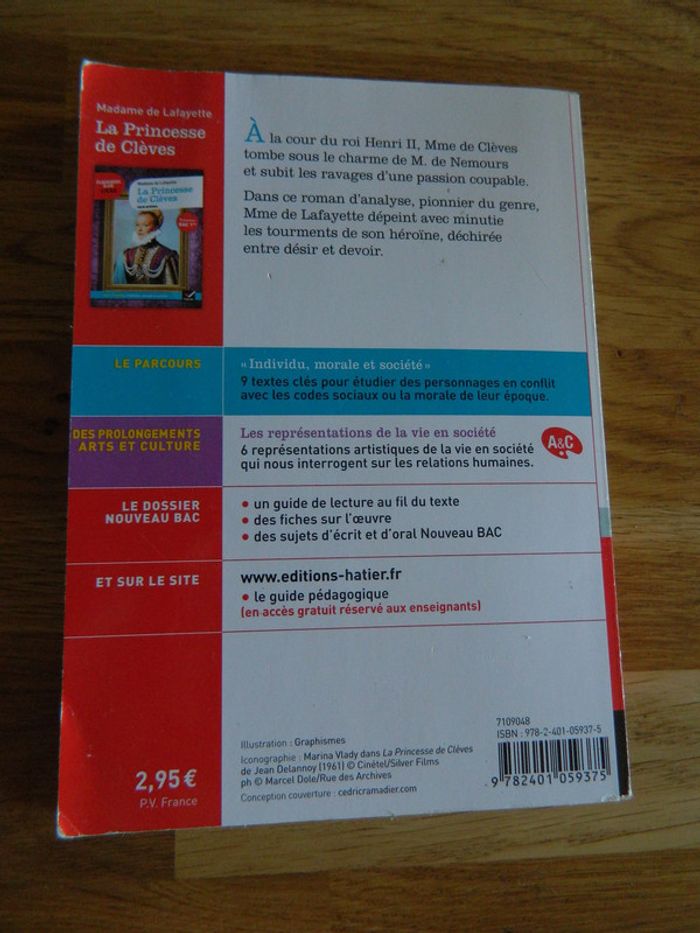 Madame de Lafayette
La Princesse
de Clèves
Madame de Lafayette
La Princesse
de Clèves
À la cour du roi Henri II, Mme de Clèves
tombe sous le charme de M. de Nemours
et subit les ravages d'une passion coupable.
Dans ce roman d'analyse, pionnier du genre,
Mme de Lafayette dépeint avec minutie
les tourments de son héroïne, déchirée
entre désir et devoir.
LE PARCOURS
« Individu, morale et société »
9 textes clés pour étudier des personnages en conflit
avec les codes sociaux ou la morale de leur époque.
DES PROLONGEMENTS
ARTS ET CULTURE
Les représentations de la vie en société
6 représentations artistiques de la vie en société
qui nous interrogent sur les relations humaines.
A&C
LE DOSSIER
NOUVEAU BAC
• un guide de lecture au fil du texte
• des fiches sur l'œuvre
• des sujets d'écrit et d'oral Nouveau BAC
ET SUR LE SITE
www.editions-hatier.fr
• le guide pédagogique
(en accès gratuit réservé aux enseignants)
2,95 €
P.V. France
Illustration : Graphismes
Iconographie : Marina Vlady dans La Princesse de Clèves
de Jean Delannoy (1961) © Cinétel/Silver Films
ph © Marcel Dole/Rue des Archives
Conception couverture : cedricramadier.com
7109048
ISBN : 978-2-401-05937-5
9 782401 059375